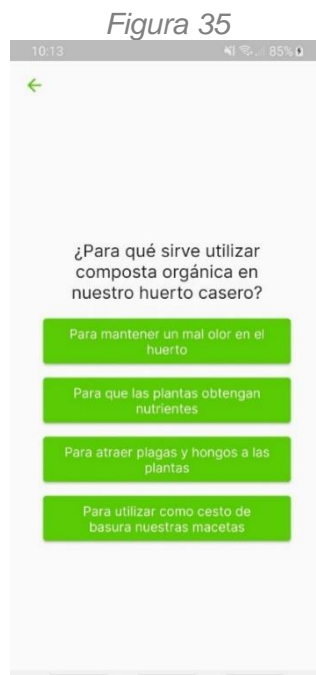 Figura 35
10:13 85%
¿Para qué sirve utilizar
composta orgánica en
nuestro huerto casero?
Para mantener un mal olor en el
huerto
Para que las plantas obtengan
nutrientes
Para atraer plagas y hongos a las
plantas
Para utilizar como cesto de
basura nuestras macetas